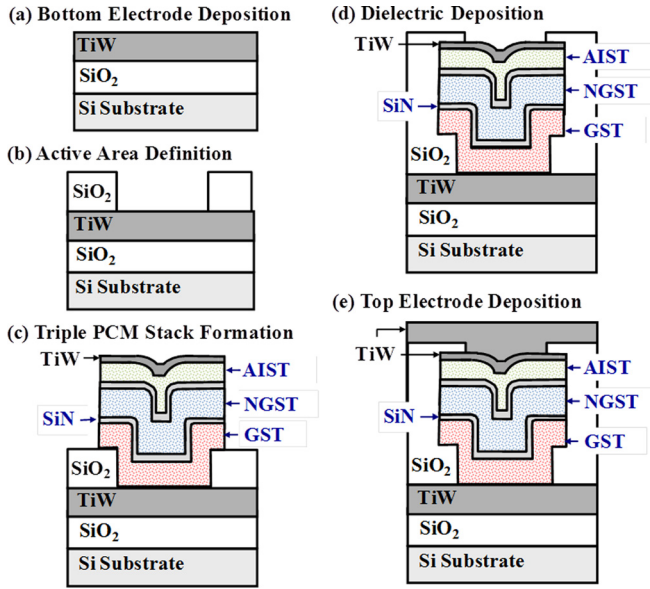 (a) Bottom Electrode Deposition
TiW
SiO₂
Si Substrate
(b) Active Area Definition
SiO₂
TiW
SiO₂
Si Substrate
(c) Triple PCM Stack Formation
TiW
AIST
NGST
SiN
GST
SiO₂
TiW
SiO₂
Si Substrate
(d) Dielectric Deposition
TiW
AIST
NGST
SiN
GST
SiO₂
TiW
SiO₂
Si Substrate
(e) Top Electrode Deposition
TiW
AIST
NGST
SiN
GST
SiO₂
TiW
SiO₂
Si Substrate